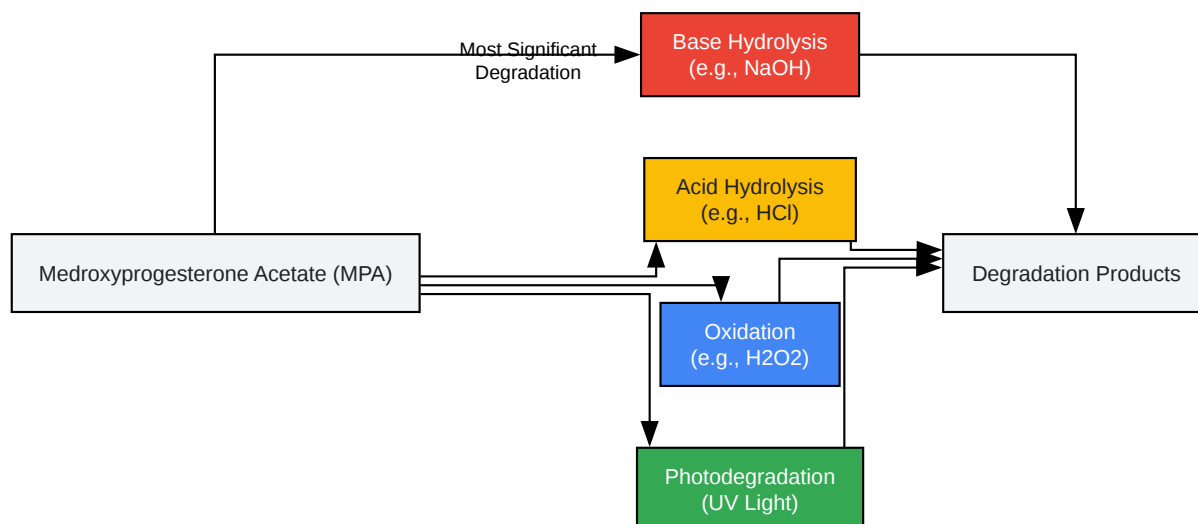 Most Significant
Degradation
Base Hydrolysis
(e.g., NaOH)
Acid Hydrolysis
(e.g., HCl)
Medroxyprogesterone Acetate (MPA)
Degradation Products
Oxidation
(e.g., H2O2)
Photodegradation
(UV Light)